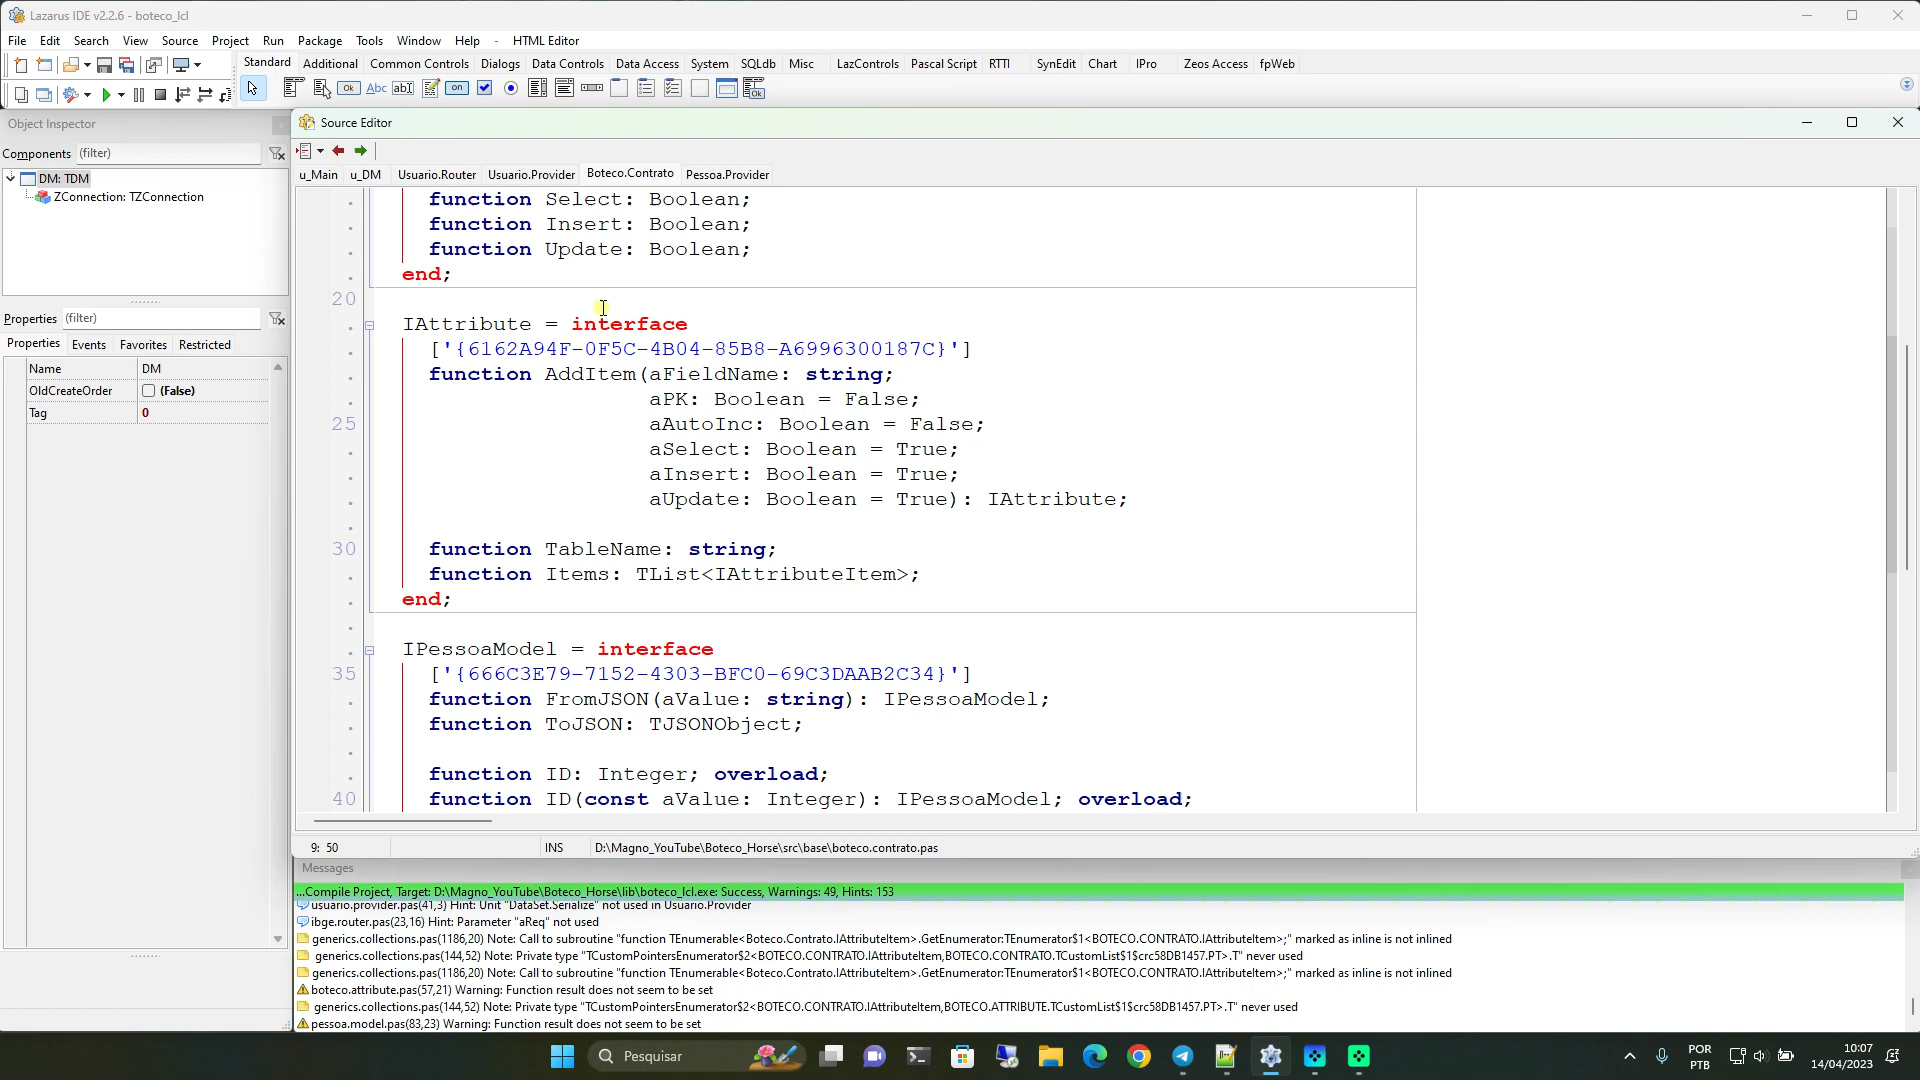 Lazarus IDE v2.2.6 - boteco_lcl
File Edit Search View Source Project Run Package Tools Window Help - HTML Editor
Standard Additional Common Controls Dialogs Data Controls Data Access System SQLdb Misc LazControls Pascal Script RTTI SynEdit Chart IPro Zeos Access fpWeb
Ok Abc abI on Ok
Object Inspector
Components (filter)
DM: TDM
ZConnection: TZConnection
Properties (filter)
Properties Events Favorites Restricted
Name DM
OldCreateOrder (False)
Tag 0
Source Editor
u_Main u_DM Usuario.Router Usuario.Provider Boteco.Contrato Pessoa.Provider
function Select: Boolean;
function Insert: Boolean;
function Update: Boolean;
end;
20
IAttribute = interface
['{6162A94F-0F5C-4B04-85B8-A6996300187C}']
function AddItem(aFieldName: string;
aPK: Boolean = False;
25 aAutoInc: Boolean = False;
aSelect: Boolean = True;
aInsert: Boolean = True;
aUpdate: Boolean = True): IAttribute;
30 function TableName: string;
function Items: TList<IAttributeItem>;
end;
IPessoaModel = interface
35 ['{666C3E79-7152-4303-BFC0-69C3DAAB2C34}']
function FromJSON(aValue: string): IPessoaModel;
function ToJSON: TJSONObject;
function ID: Integer; overload;
40 function ID(const aValue: Integer): IPessoaModel; overload;
9: 50 INS D:\Magno_YouTube\Boteco_Horse\src\base\boteco.contrato.pas
Messages
...Compile Project, Target: D:\Magno_YouTube\Boteco_Horse\lib\boteco_lcl.exe: Success, Warnings: 49, Hints: 153
usuario.provider.pas(41,3) Hint: Unit "DataSet.Serialize" not used in Usuario.Provider
ibge.router.pas(23,16) Hint: Parameter "aReq" not used
generics.collections.pas(1186,20) Note: Call to subroutine "function TEnumerable<Boteco.Contrato.IAttributeItem>.GetEnumerator:TEnumerator$1<BOTECO.CONTRATO.IAttributeItem>;" marked as inline is not inlined
generics.collections.pas(144,52) Note: Private type "TCustomPointersEnumerator$2<BOTECO.CONTRATO.IAttributeItem,BOTECO.CONTRATO.TCustomList$1$crc58DB1457.PT>.T" never used
generics.collections.pas(1186,20) Note: Call to subroutine "function TEnumerable<Boteco.Contrato.IAttributeItem>.GetEnumerator:TEnumerator$1<BOTECO.CONTRATO.IAttributeItem>;" marked as inline is not inlined
boteco.attribute.pas(57,21) Warning: Function result does not seem to be set
generics.collections.pas(144,52) Note: Private type "TCustomPointersEnumerator$2<BOTECO.CONTRATO.IAttributeItem,BOTECO.ATTRIBUTE.TCustomList$1$crc58DB1457.PT>.T" never used
pessoa.model.pas(83,23) Warning: Function result does not seem to be set
Pesquisar
POR
PTB
10:07
14/04/2023